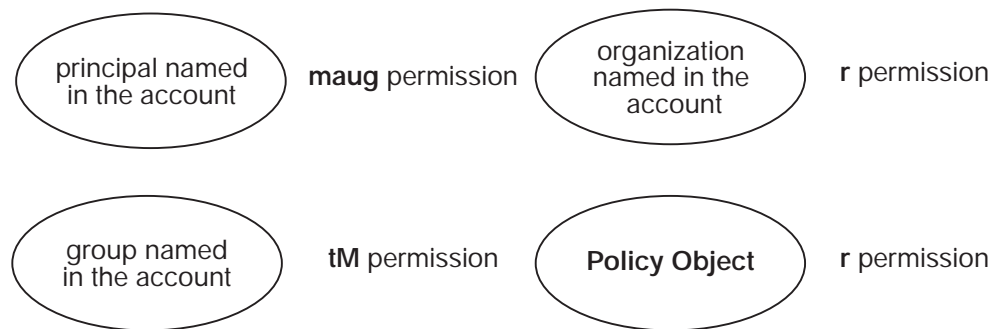 principal named
in the account
maug permission
organization
named in the
account
r permission
group named
in the account
tM permission
Policy Object
r permission